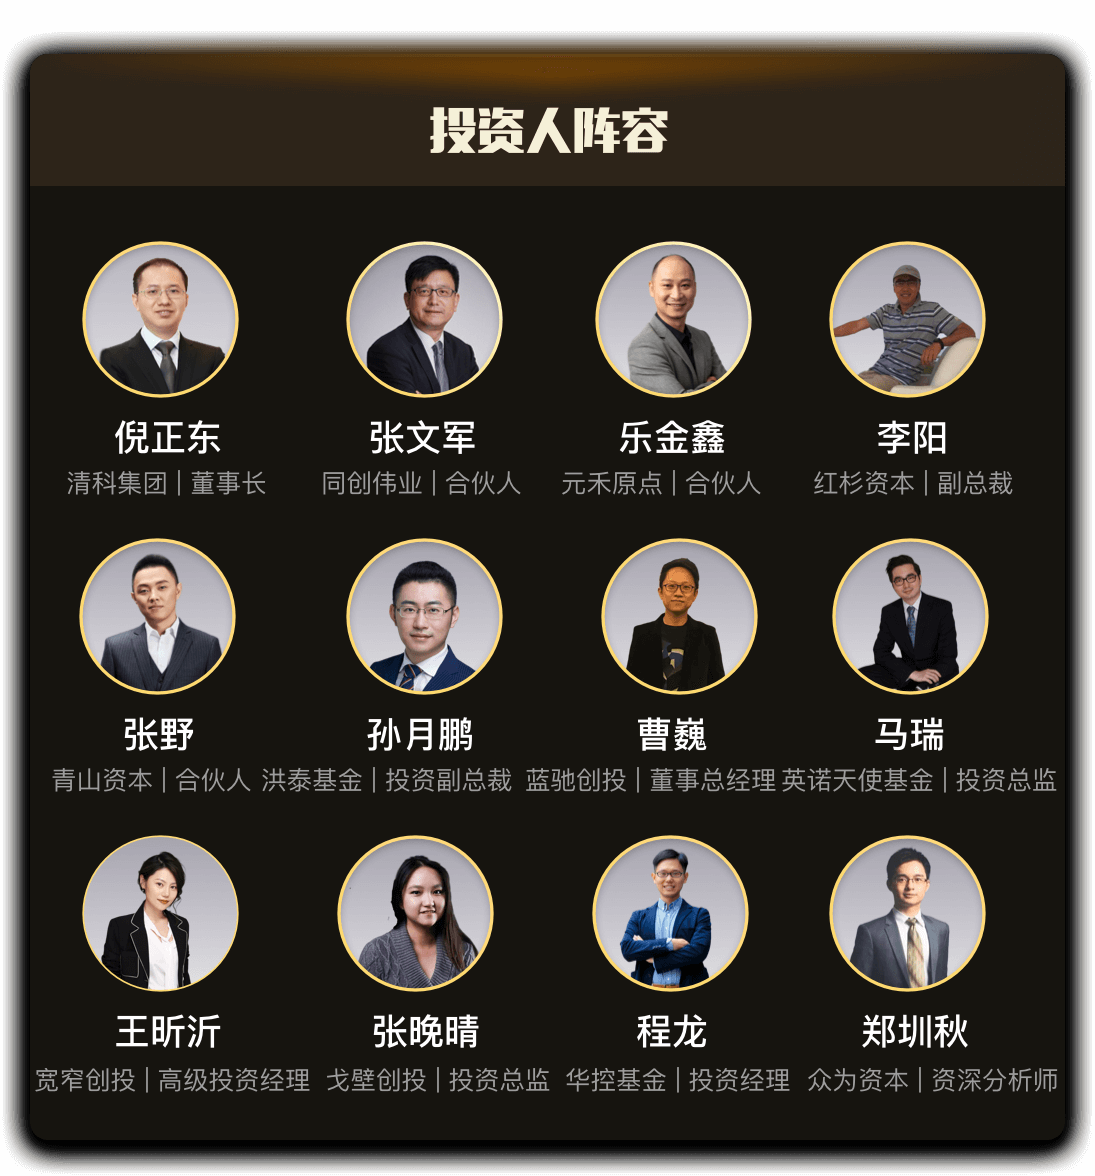 投资人阵容
倪正东 张文军 乐金鑫 李阳
清科集团 | 董事长 同创伟业 | 合伙人 元禾原点 | 合伙人 红杉资本 | 副总裁
张野 孙月鹏 曹巍 马瑞
青山资本 | 合伙人 洪泰基金 | 投资副总裁 蓝驰创投 | 董事总经理 英诺天使基金 | 投资总监
王昕沂 张晚晴 程龙 郑圳秋
宽窄创投 | 高级投资经理 戈壁创投 | 投资总监 华控基金 | 投资经理 众为资本 | 资深分析师